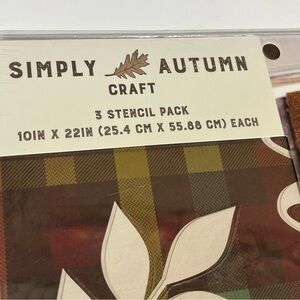 SIMPLY AUTUMN
CRAFT
3 STENCIL PACK
10IN X 22IN (25.4 CM X 55.88 CM) EACH